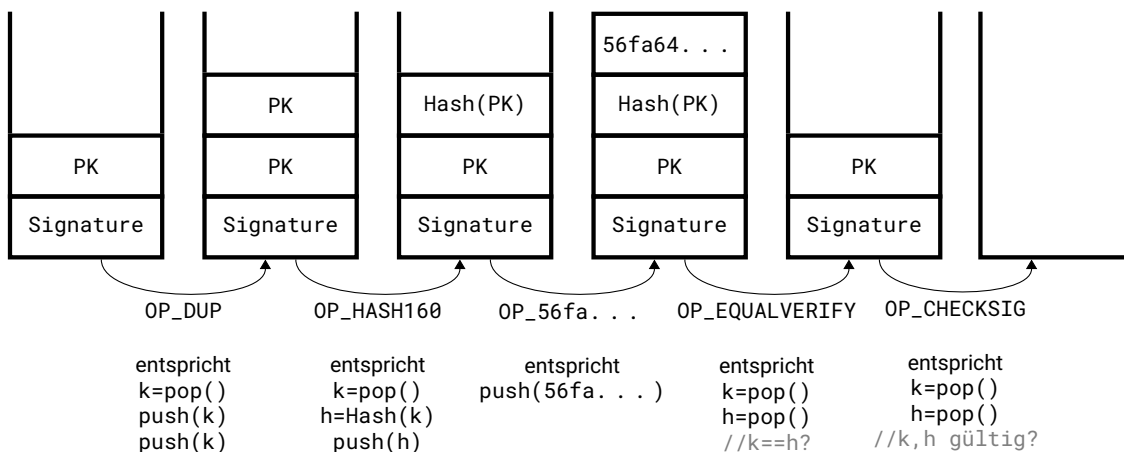 56fa64...
PK Hash(PK) Hash(PK)
PK PK PK PK PK
Signature Signature Signature Signature Signature
OP_DUP OP_HASH160 OP_56fa... OP_EQUALVERIFY OP_CHECKSIG
entspricht
k=pop()
push(k)
push(k)
entspricht
k=pop()
h=Hash(k)
push(h)
entspricht
push(56fa...)
entspricht
k=pop()
h=pop()
//k==h?
entspricht
k=pop()
h=pop()
//k,h gültig?